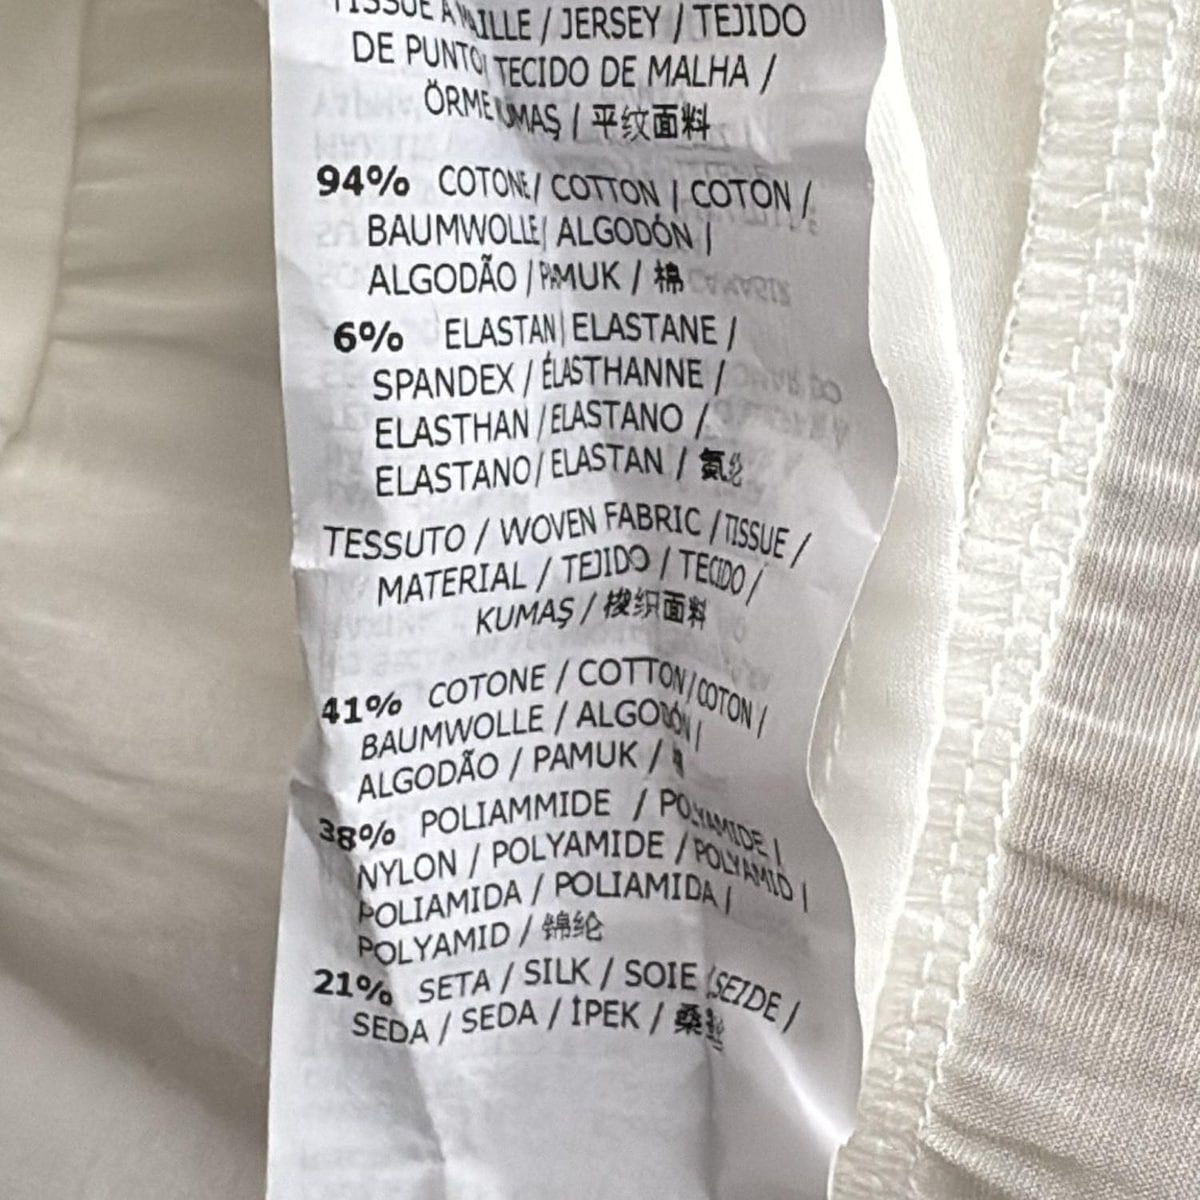 TISSU À MAILLE / JERSEY / TEJIDO
DE PUNTO TECIDO DE MALHA /
ÖRME KUMAŞ / 平纹面料
94% COTONE/ COTTON / COTON /
BAUMWOLLE/ ALGODÓN /
ALGODÃO / PAMUK / 棉
6% ELASTAN/ ELASTANE /
SPANDEX / ÉLASTHANNE /
ELASTHAN / ELASTANO /
ELASTANO/ ELASTAN / 氨纶
TESSUTO / WOVEN FABRIC / TISSUE /
MATERIAL / TEJIDO / TECIDO /
KUMAŞ / 梭织面料
41% COTONE / COTTON / COTON /
BAUMWOLLE / ALGODÓN /
ALGODÃO / PAMUK /
38% POLIAMMIDE / POLYAMIDE /
NYLON / POLYAMIDE / POLYAMID /
POLIAMIDA / POLIAMIDA /
POLYAMID / 锦纶
21% SETA / SILK / SOIE /SEIDE /
SEDA / SEDA / İPEK / 桑蚕丝